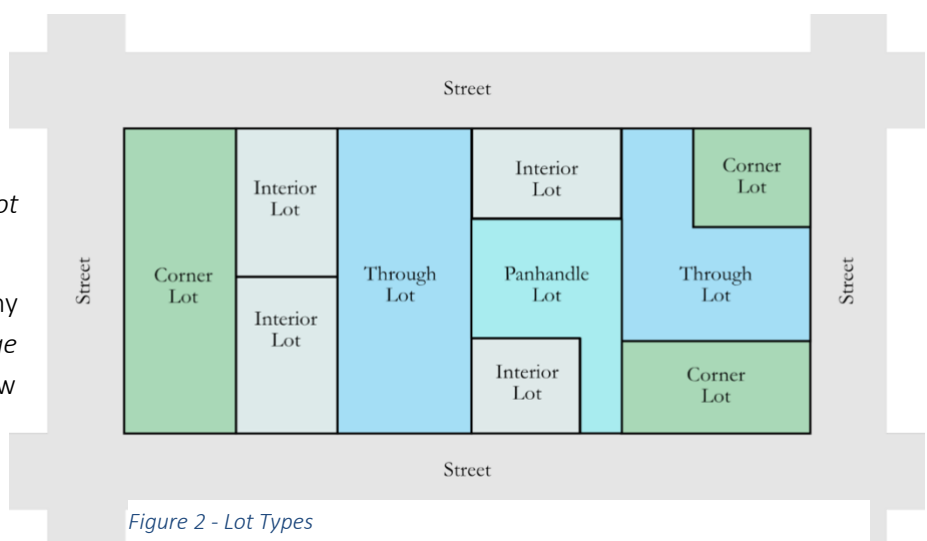 Street
Interior
Lot
Corner
Lot
Interior
Lot
Street
Corner
Lot
Through
Lot
Panhandle
Lot
Through
Lot
Street
Interior
Lot
Interior
Lot
Corner
Lot
Street
Figure 2 - Lot Types